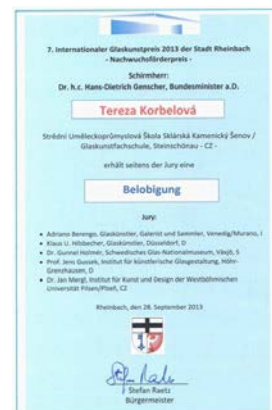 7. Internationaler Glaskunstpreis 2013 der Stadt Rheinbach
- Nachwuchsförderpreis -
Schirmherr:
Dr. h.c. Hans-Dietrich Genscher, Bundesminister a.D.
Tereza Korbelová
Střední Uměleckoprůmyslová Škola Sklárská Kamenický Šenov /
Glaskunstfachschule, Steinschönau - CZ -
erhält seitens der Jury eine
Belobigung
Jury:
• Adriano Berengo, Glaskünstler, Galerist und Sammler, Venedig/Murano, I
• Klaus U. Hilsbecher, Glaskünstler, Düsseldorf, D
• Dr. Gunnel Holmér, Schwedisches Glas-Nationalmuseum, Växjö, S
• Prof. Jens Gussek, Institut für künstlerische Glasgestaltung, Höhr-
Grenzhausen, D
• Dr. Jan Mergl, Institut für Kunst und Design der Westböhmischen
Universität Pilsen/Plzeň, CZ
Rheinbach, den 28. September 2013
Stefan Raetz
Bürgermeister